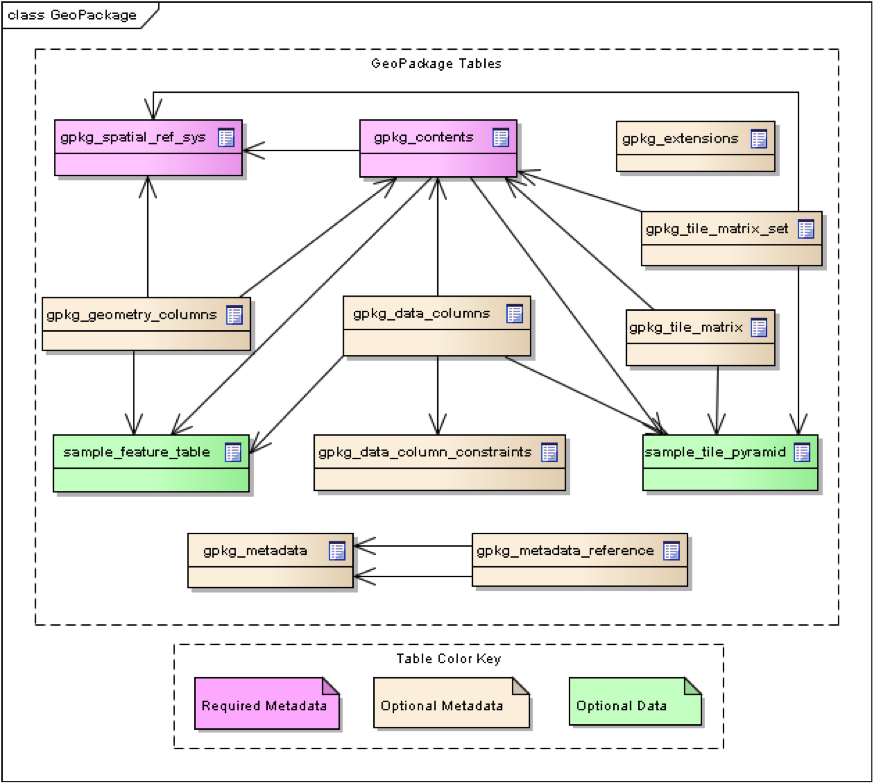 class GeoPackage
GeoPackage Tables
gpkg_spatial_ref_sys
gpkg_contents
gpkg_extensions
gpkg_tile_matrix_set
gpkg_geometry_columns
gpkg_data_columns
gpkg_tile_matrix
sample_feature_table
gpkg_data_column_constraints
sample_tile_pyramid
gpkg_metadata
gpkg_metadata_reference
Table Color Key
Required Metadata
Optional Metadata
Optional Data